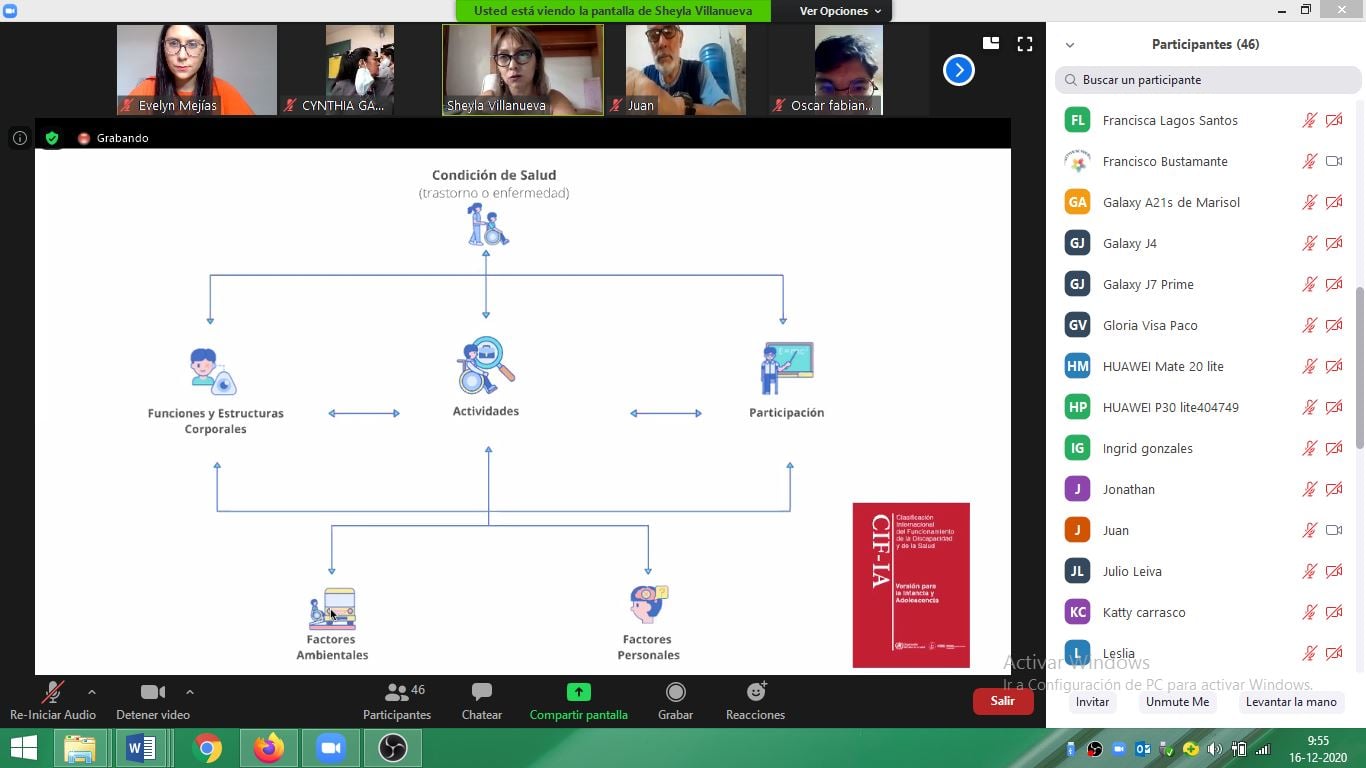 Usted está viendo la pantalla de Sheyla Villanueva
Ver Opciones
Evelyn Mejías
CYNTHIA GA...
Sheyla Villanueva
Juan
Oscar fabian...
Grabando
Condición de Salud
(trastorno o enfermedad)
Funciones y Estructuras
Corporales
Actividades
Participación
Factores
Ambientales
Factores
Personales
CIF-IA
Clasificación
Internacional
del Funcionamiento
de la Discapacidad
y de la Salud
Versión para
la Infancia y
Adolescencia
Participantes (46)
Buscar un participante
FL Francisca Lagos Santos
Francisco Bustamante
GA Galaxy A21s de Marisol
GJ Galaxy J4
GJ Galaxy J7 Prime
GV Gloria Visa Paco
HM HUAWEI Mate 20 lite
HP HUAWEI P30 lite404749
IG Ingrid gonzales
J Jonathan
J Juan
JL Julio Leiva
KC Katty carrasco
L Leslia
Activar Windows
Ir a Configuración de PC para activar Windows.
Invitar
Unmute Me
Levantar la mano
Re-Iniciar Audio
Detener video
46
Participantes
Chatear
Compartir pantalla
Grabar
Reacciones
Salir
9:55
16-12-2020